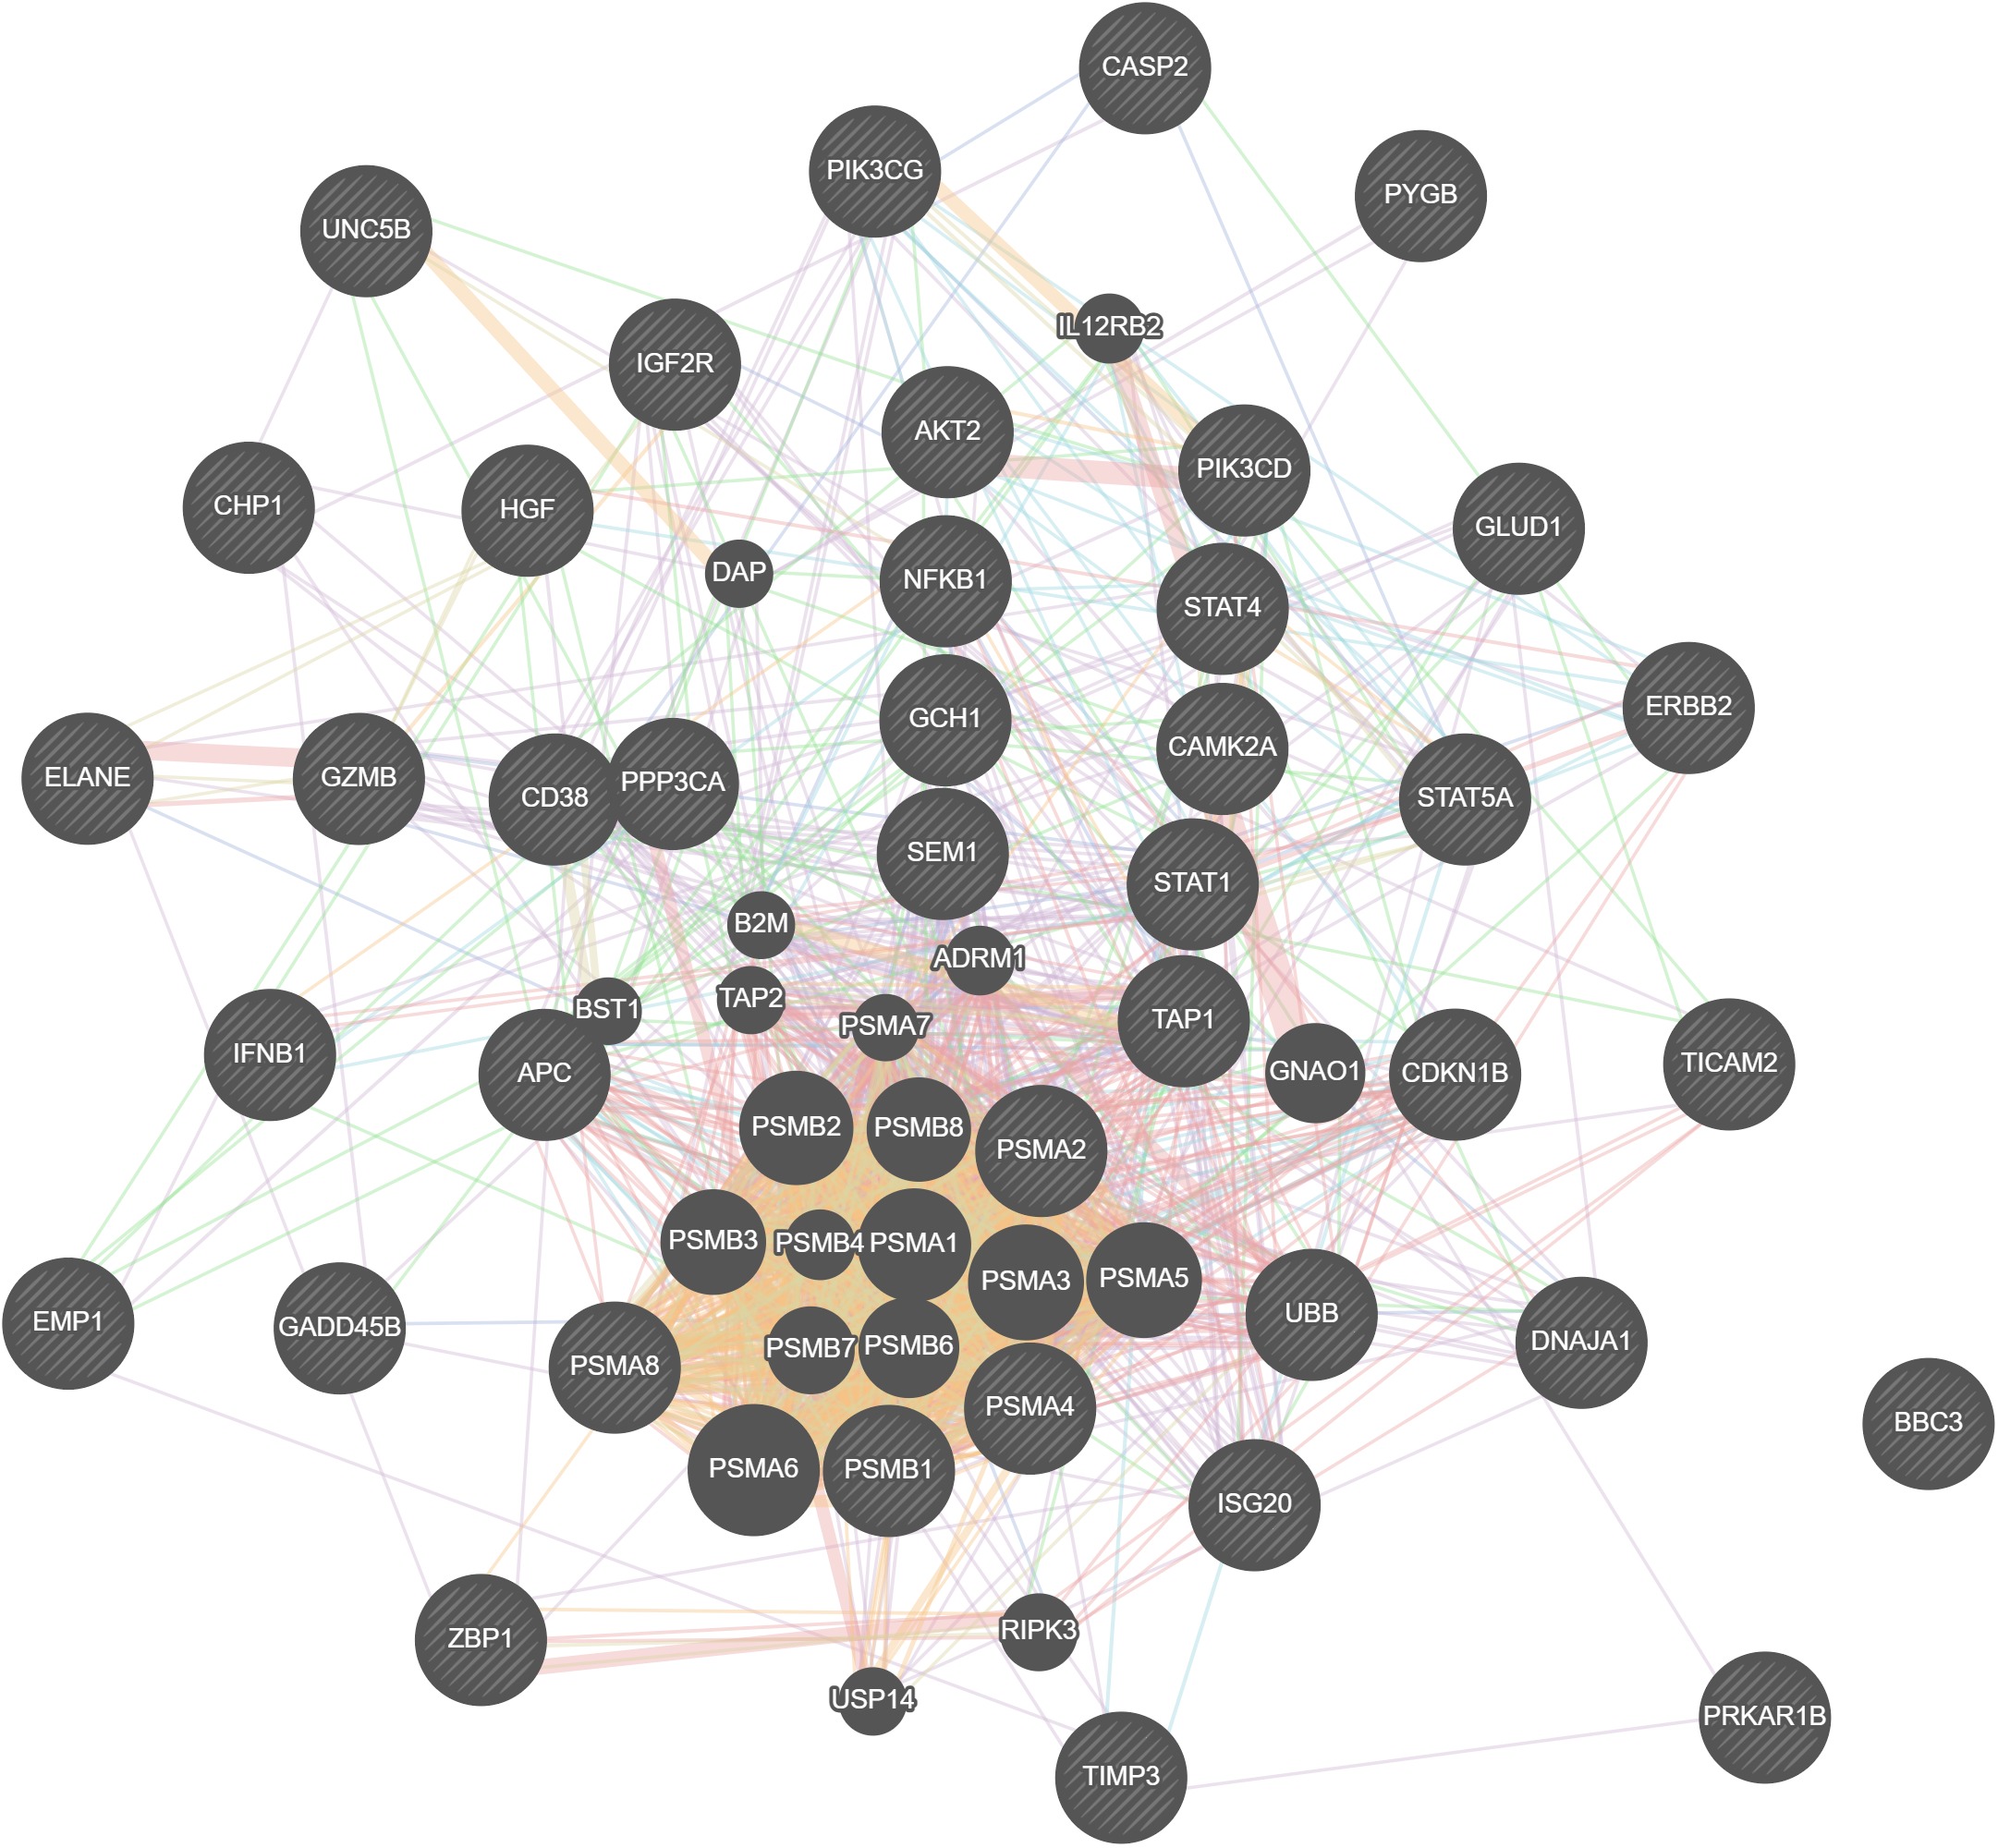 CASP2
PIK3CG
PYGB
UNC5B
IL12RB2
IGF2R
AKT2
PIK3CD
CHP1
HGF
GLUD1
DAP
NFKB1
STAT4
ERBB2
GCH1
CAMK2A
ELANE
GZMB
CD38
PPP3CA
STAT5A
SEM1
STAT1
B2M
ADRM1
TAP2
BST1
PSMA7
TAP1
IFNB1
APC
GNAO1
CDKN1B
TICAM2
PSMB2
PSMB8
PSMA2
PSMB3
PSMB4
PSMA1
PSMA3
PSMA5
EMP1
GADD45B
UBB
DNAJA1
PSMA8
PSMB7
PSMB6
PSMA4
BBC3
PSMA6
PSMB1
ISG20
ZBP1
RIPK3
USP14
PRKAR1B
TIMP3